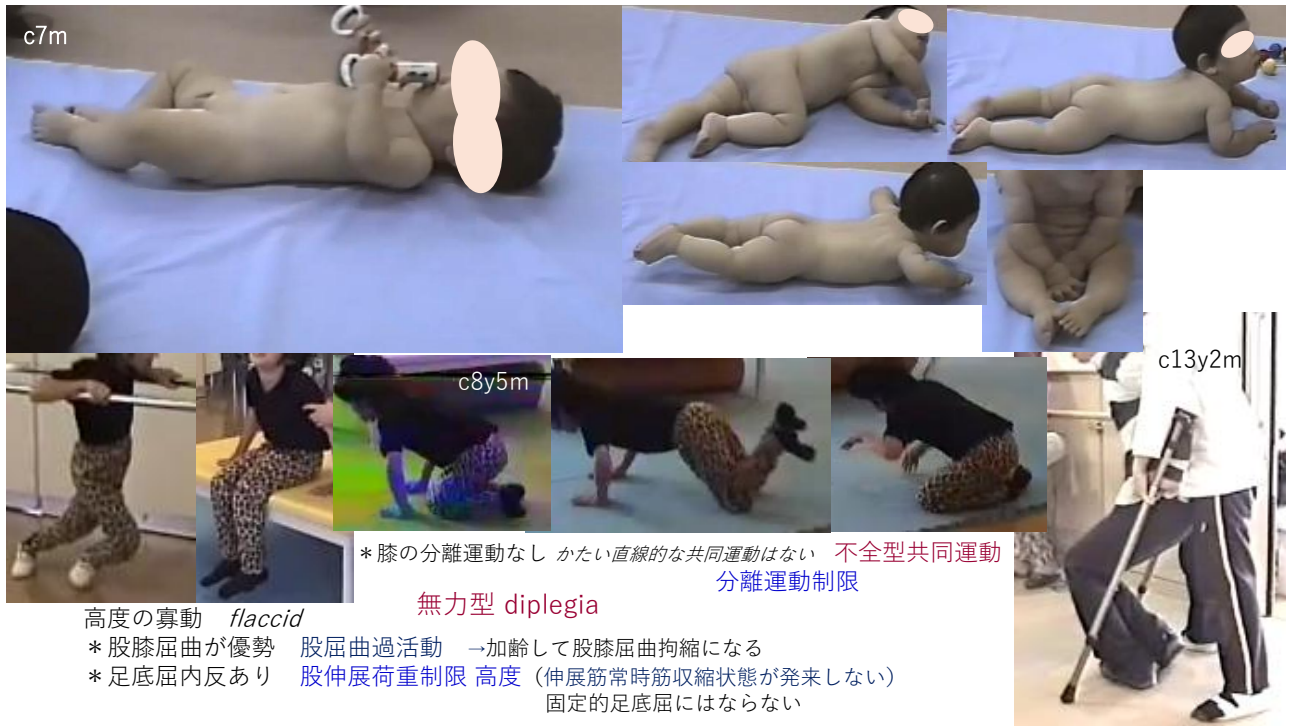 c7m
c8y5m
c13y2m
＊膝の分離運動なし かたい直線的な共同運動はない 不全型共同運動
分離運動制限
無力型 diplegia
高度の寡動 flaccid
＊股膝屈曲が優勢 股屈曲過活動 →加齢して股膝屈曲拘縮になる
＊足底屈内反あり 股伸展荷重制限 高度（伸展筋常時筋収縮状態が発来しない）
固定的足底屈にはならない